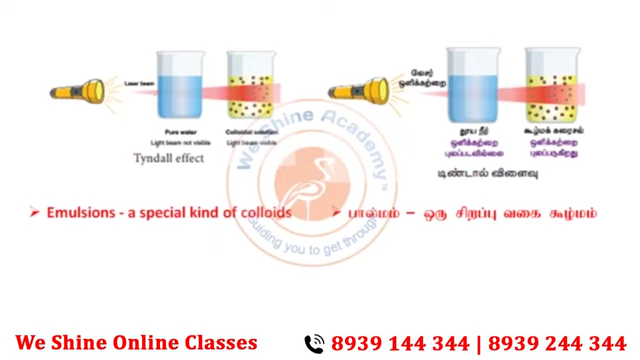 Laser beam
Pure water
Light beam not visible
Colloidal solution
Light beam visible
Tyndall effect
லேசர்
ஒளிக்கற்றை
தூய நீர்
ஒளிக்கற்றை
புலப்படவில்லை
கூழ்மக் கரைசல்
ஒளிக்கற்றை
புலப்படுகிறது
டிண்டால் விளைவு
We Shine Academy
TM
Guiding you to get through
➢ Emulsions - a special kind of colloids
➢ பால்மம் – ஒரு சிறப்பு வகை கூழ்மம்
We Shine Online Classes
8939 144 344 | 8939 244 344